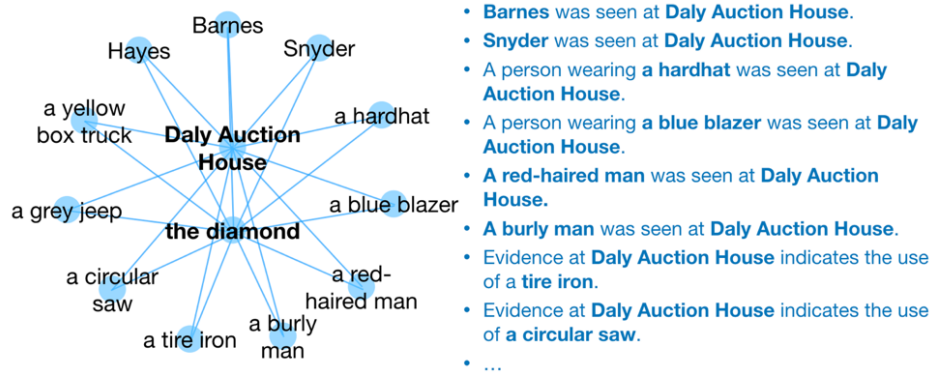 Barnes
Hayes
Snyder
a yellow
box truck
a hardhat
Daly Auction
House
a grey jeep
a blue blazer
the diamond
a circular
saw
a red-
haired man
a tire iron
a burly
man
• Barnes was seen at Daly Auction House.
• Snyder was seen at Daly Auction House.
• A person wearing a hardhat was seen at Daly
Auction House.
• A person wearing a blue blazer was seen at Daly
Auction House.
• A red-haired man was seen at Daly Auction
House.
• A burly man was seen at Daly Auction House.
• Evidence at Daly Auction House indicates the use
of a tire iron.
• Evidence at Daly Auction House indicates the use
of a circular saw.
• …